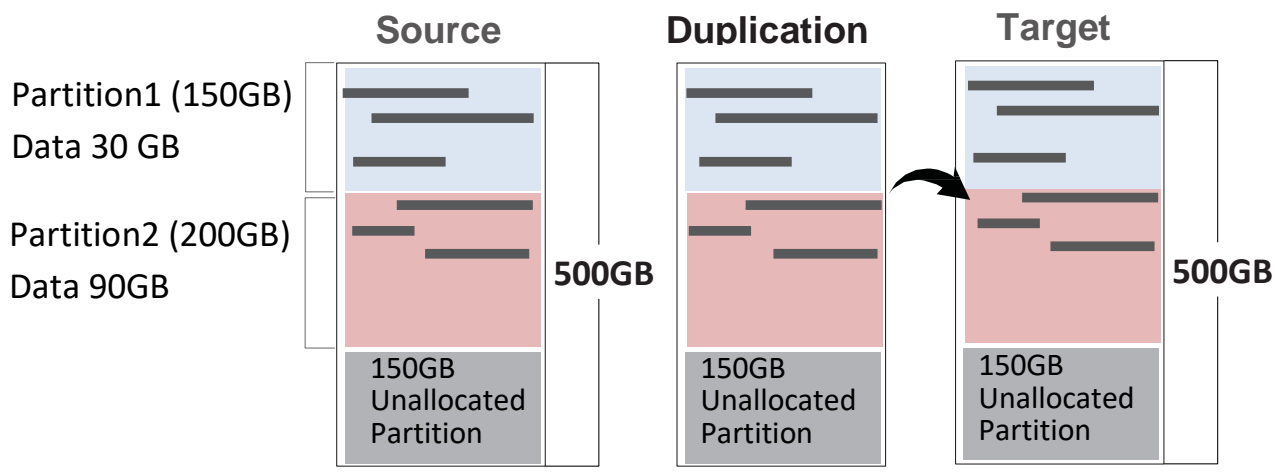 Source
Duplication
Target
Partition1 (150GB)
Data 30 GB
Partition2 (200GB)
Data 90GB
500GB
500GB
150GB
Unallocated
Partition
150GB
Unallocated
Partition
150GB
Unallocated
Partition